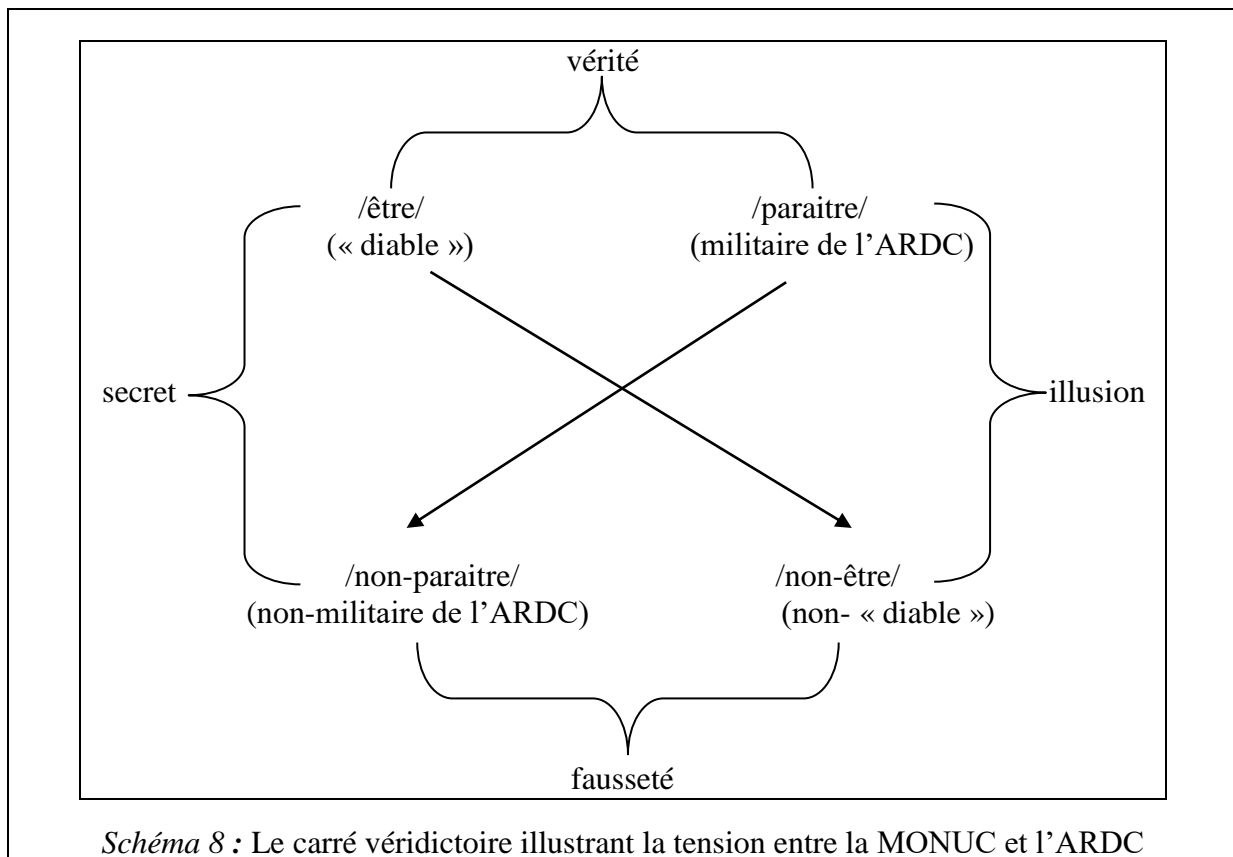 vérité
/être/ /paraitre/
(« diable ») (militaire de l’ARDC)
secret illusion
/non-paraitre/ /non-être/
(non-militaire de l’ARDC) (non- « diable »)
fausseté
Schéma 8 : Le carré véridictoire illustrant la tension entre la MONUC et l’ARDC